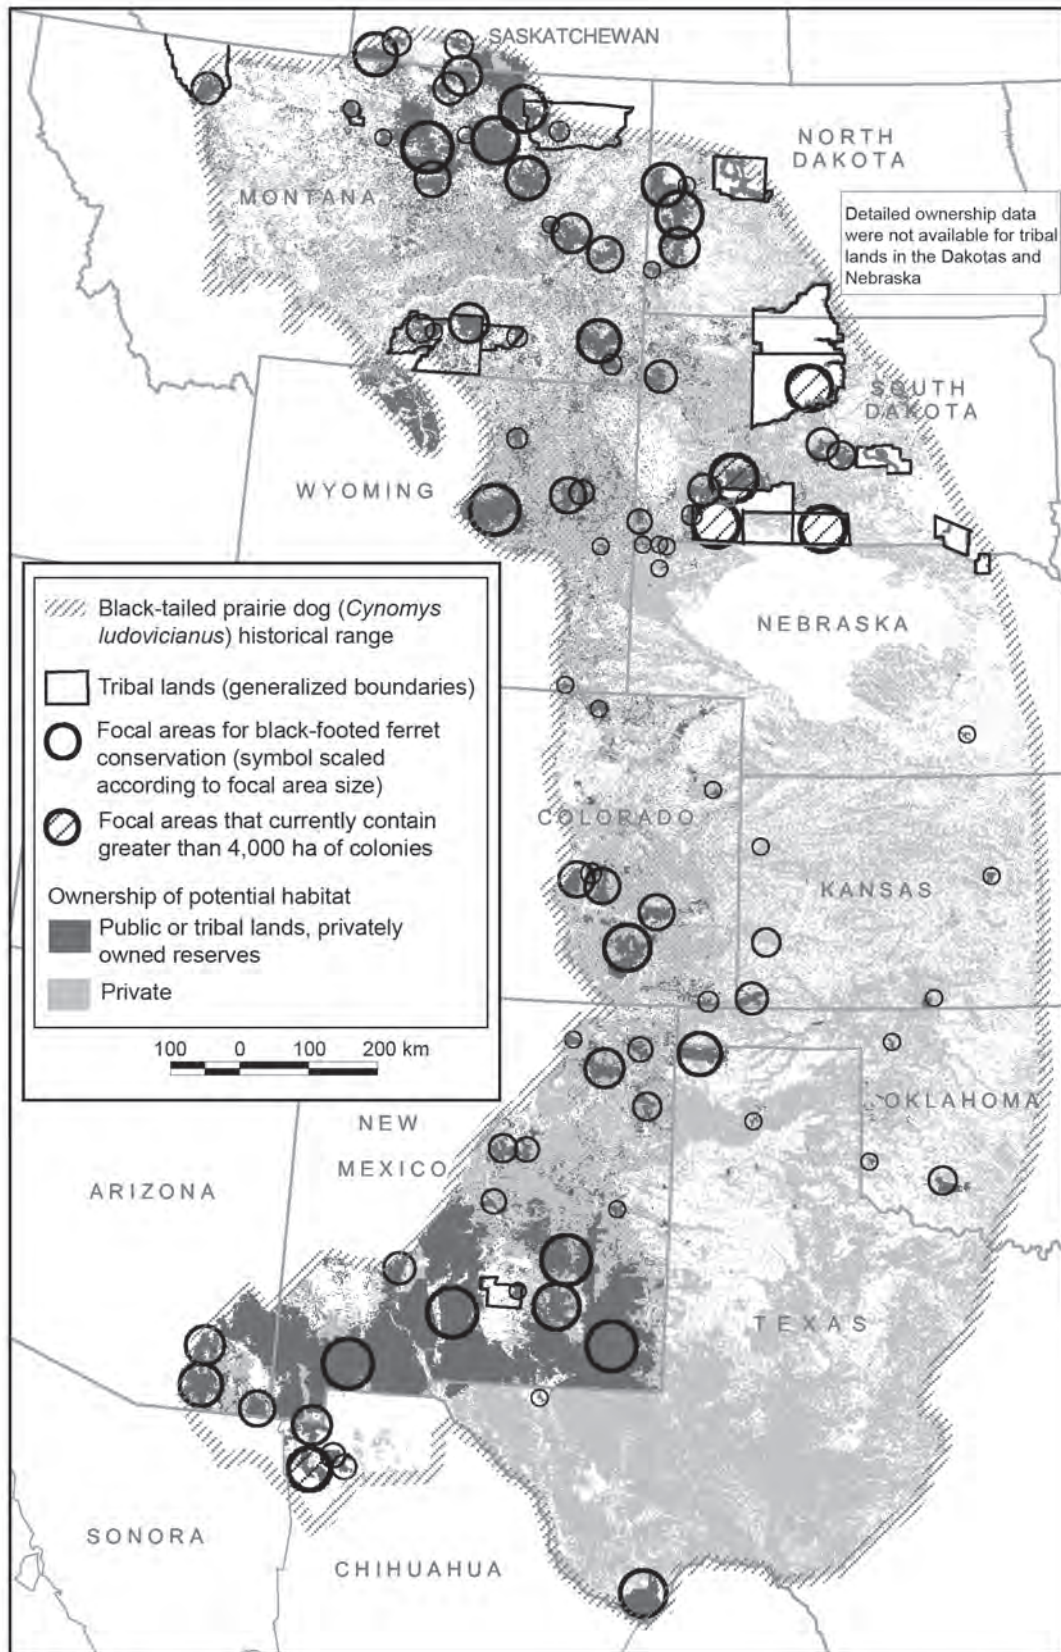 SASKATCHEWAN
NORTH
DAKOTA
MONTANA
Detailed ownership data
were not available for tribal
lands in the Dakotas and
Nebraska
SOUTH
DAKOTA
WYOMING
NEBRASKA
Black-tailed prairie dog (Cynomys
ludovicianus) historical range
Tribal lands (generalized boundaries)
Focal areas for black-footed ferret
conservation (symbol scaled
according to focal area size)
Focal areas that currently contain
greater than 4,000 ha of colonies
Ownership of potential habitat
Public or tribal lands, privately
owned reserves
Private
100 0 100 200 km
COLORADO
KANSAS
OKLAHOMA
NEW
MEXICO
ARIZONA
TEXAS
SONORA
CHIHUAHUA